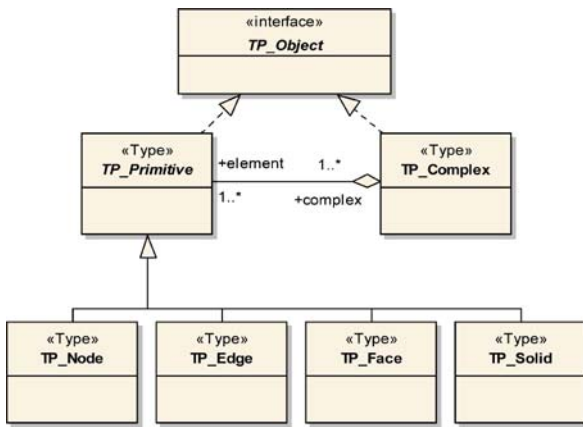 «interface»
TP_Object
«Type»
TP_Primitive
+element
1..*
1..*
+complex
«Type»
TP_Complex
«Type»
TP_Node
«Type»
TP_Edge
«Type»
TP_Face
«Type»
TP_Solid